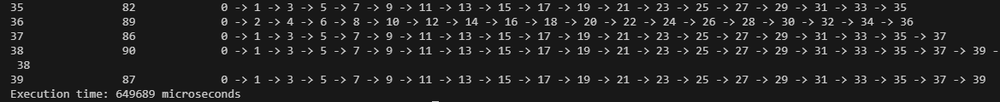 35 82 0 -> 1 -> 3 -> 5 -> 7 -> 9 -> 11 -> 13 -> 15 -> 17 -> 19 -> 21 -> 23 -> 25 -> 27 -> 29 -> 31 -> 33 -> 35
36 89 0 -> 2 -> 4 -> 6 -> 8 -> 10 -> 12 -> 14 -> 16 -> 18 -> 20 -> 22 -> 24 -> 26 -> 28 -> 30 -> 32 -> 34 -> 36
37 86 0 -> 1 -> 3 -> 5 -> 7 -> 9 -> 11 -> 13 -> 15 -> 17 -> 19 -> 21 -> 23 -> 25 -> 27 -> 29 -> 31 -> 33 -> 35 -> 37
38 90 0 -> 1 -> 3 -> 5 -> 7 -> 9 -> 11 -> 13 -> 15 -> 17 -> 19 -> 21 -> 23 -> 25 -> 27 -> 29 -> 31 -> 33 -> 35 -> 37 -> 39 -
38
39 87 0 -> 1 -> 3 -> 5 -> 7 -> 9 -> 11 -> 13 -> 15 -> 17 -> 19 -> 21 -> 23 -> 25 -> 27 -> 29 -> 31 -> 33 -> 35 -> 37 -> 39
Execution time: 649689 microseconds